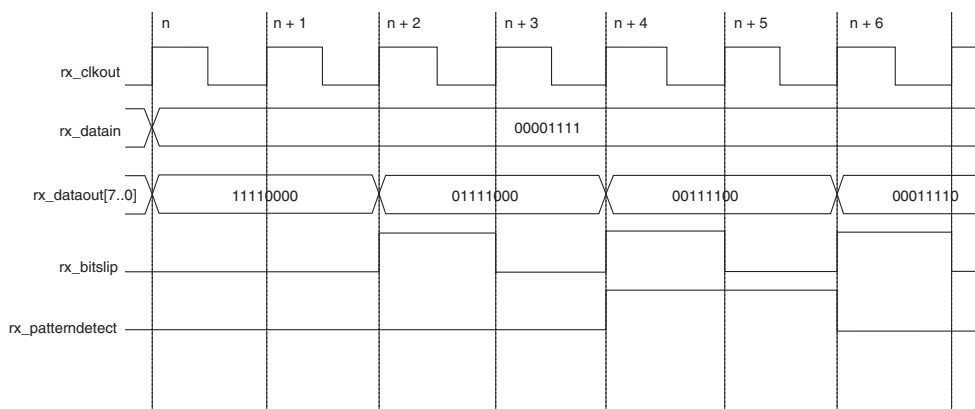 n n + 1 n + 2 n + 3 n + 4 n + 5 n + 6
rx_clkout
rx_datain 00001111
rx_dataout[7..0] 11110000 01111000 00111100 00011110
rx_bitslip
rx_patterndetect